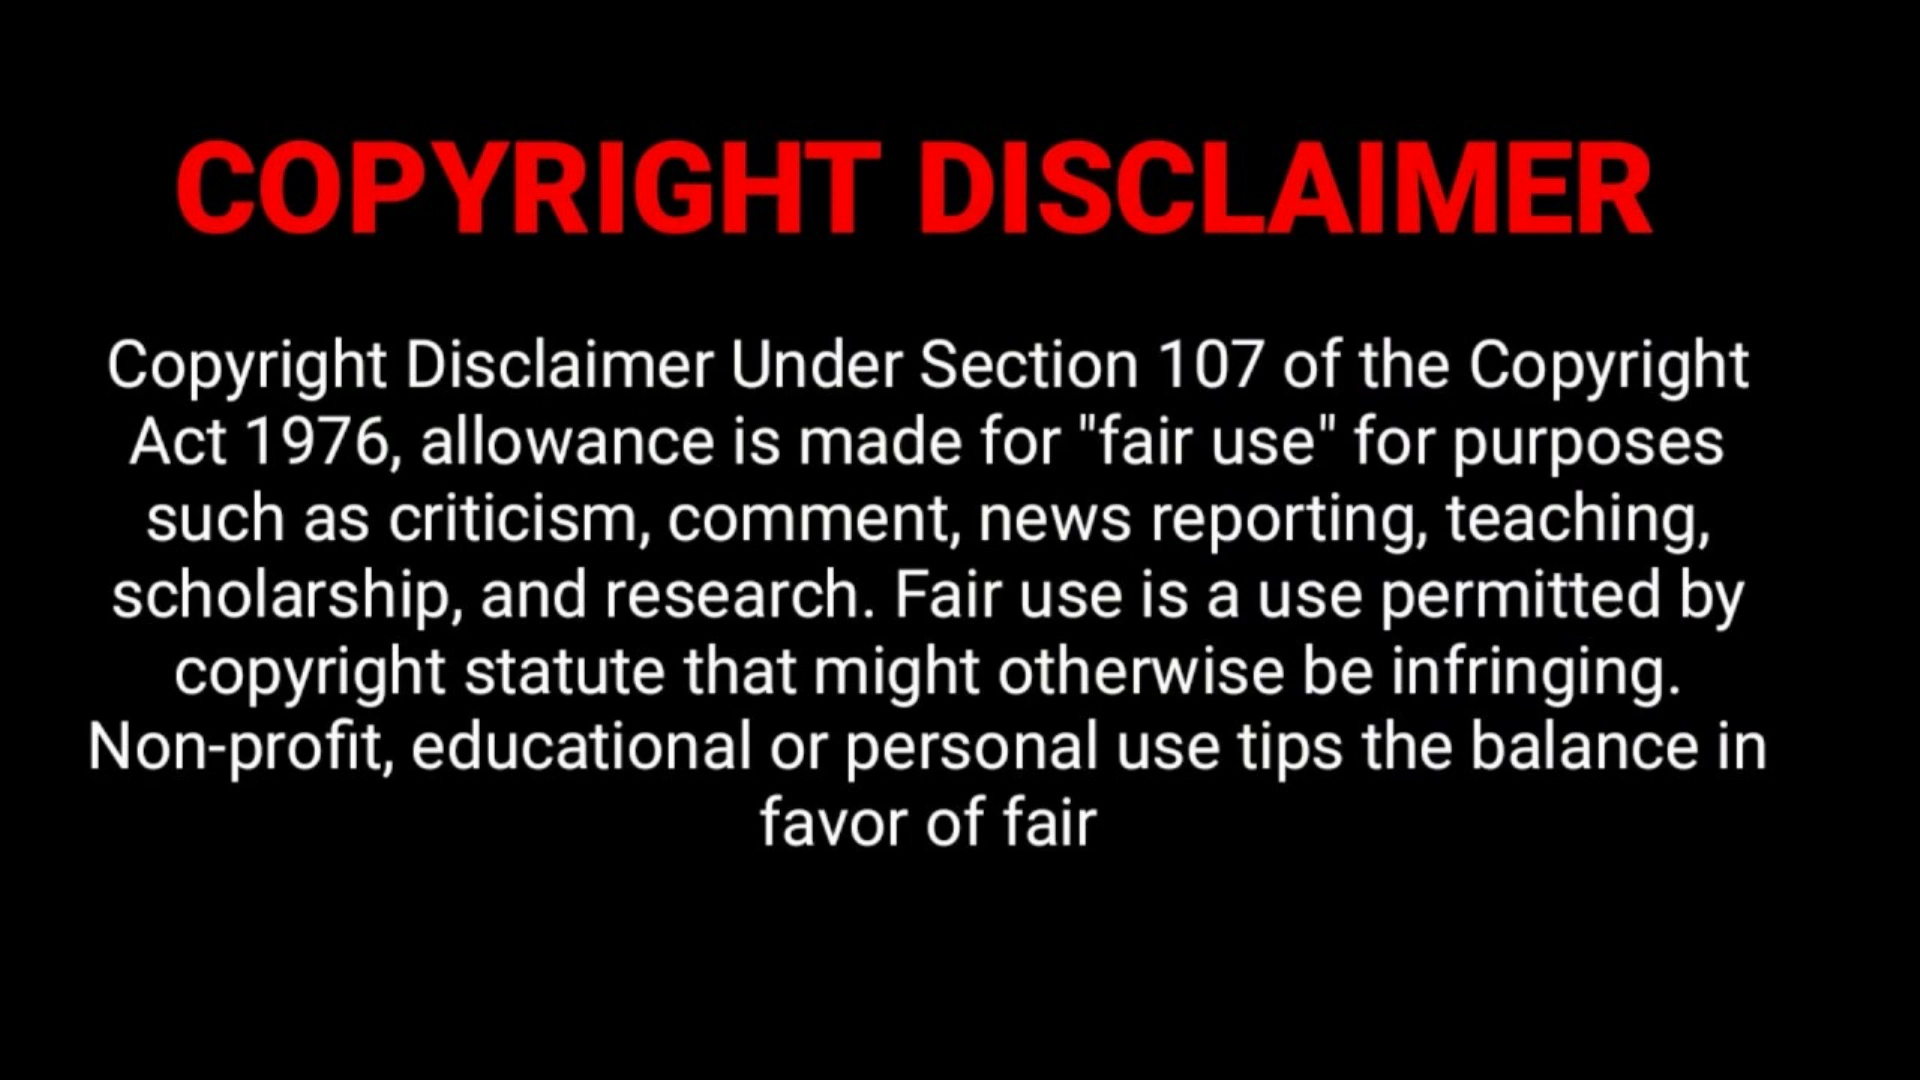 COPYRIGHT DISCLAIMER
Copyright Disclaimer Under Section 107 of the Copyright
Act 1976, allowance is made for "fair use" for purposes
such as criticism, comment, news reporting, teaching,
scholarship, and research. Fair use is a use permitted by
copyright statute that might otherwise be infringing.
Non-profit, educational or personal use tips the balance in
favor of fair